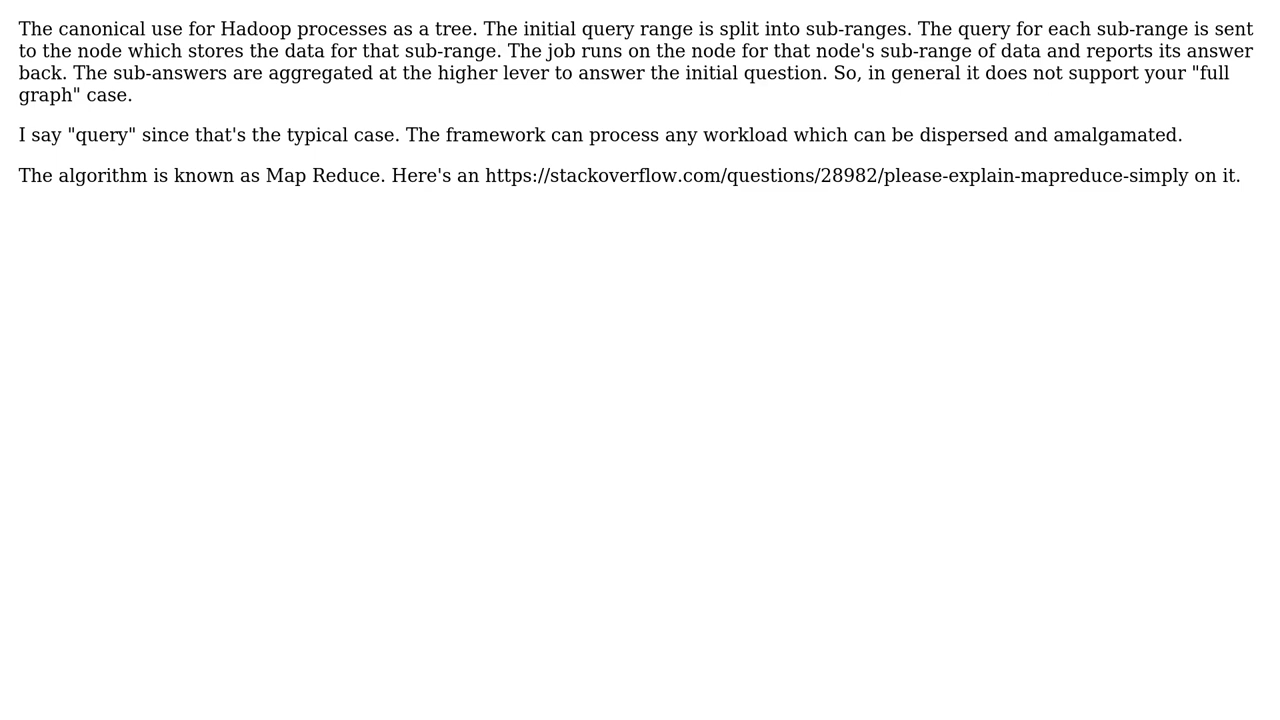 The canonical use for Hadoop processes as a tree. The initial query range is split into sub-ranges. The query for each sub-range is sent
to the node which stores the data for that sub-range. The job runs on the node for that node's sub-range of data and reports its answer
back. The sub-answers are aggregated at the higher lever to answer the initial question. So, in general it does not support your "full
graph" case.
I say "query" since that's the typical case. The framework can process any workload which can be dispersed and amalgamated.
The algorithm is known as Map Reduce. Here's an https://stackoverflow.com/questions/28982/please-explain-mapreduce-simply on it.